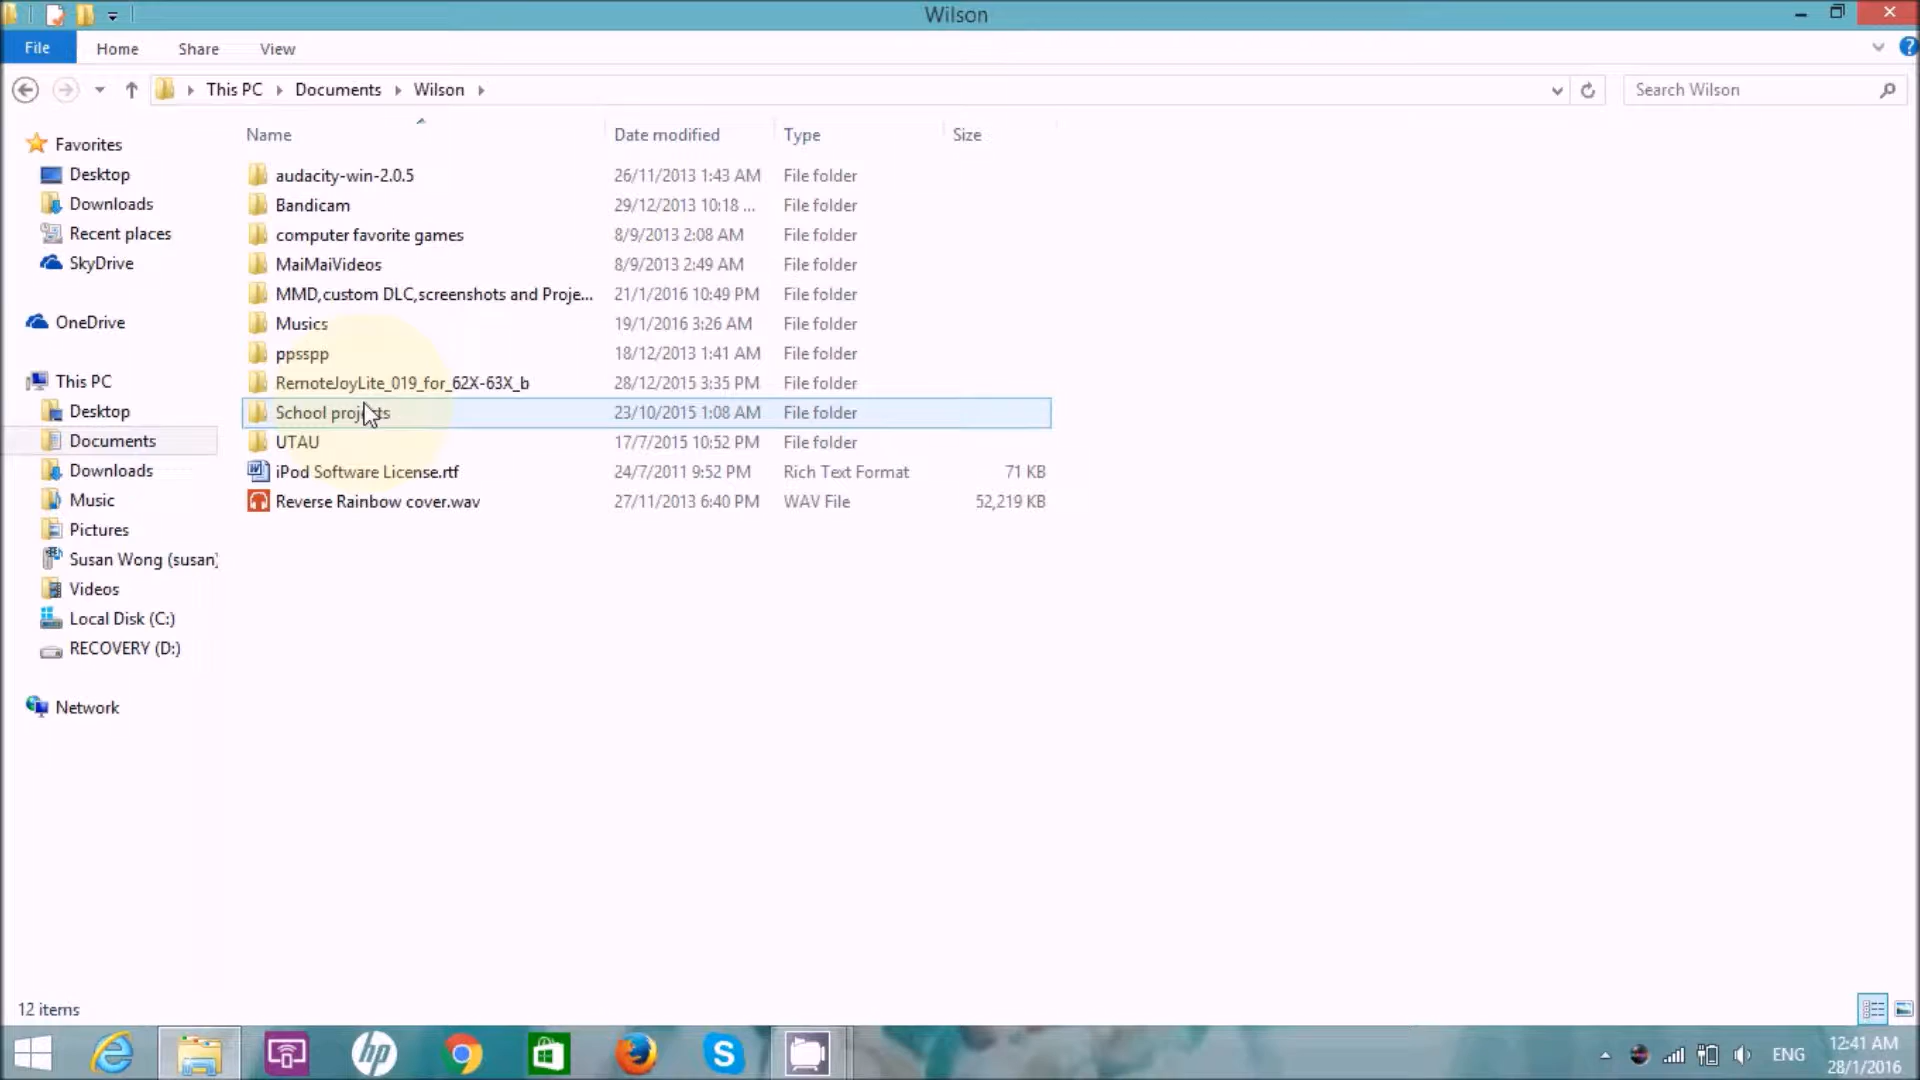 Wilson
File Home Share View
This PC Documents Wilson
Search Wilson
Name Date modified Type Size
Favorites
Desktop
Downloads
Recent places
SkyDrive
OneDrive
This PC
Desktop
Documents
Downloads
Music
Pictures
Susan Wong (susan)
Videos
Local Disk (C:)
RECOVERY (D:)
Network
audacity-win-2.0.5 26/11/2013 1:43 AM File folder
Bandicam 29/12/2013 10:18 ... File folder
computer favorite games 8/9/2013 2:08 AM File folder
MaiMaiVideos 8/9/2013 2:49 AM File folder
MMD,custom DLC,screenshots and Proje... 21/1/2016 10:49 PM File folder
Musics 19/1/2016 3:26 AM File folder
ppsspp 18/12/2013 1:41 AM File folder
RemoteJoyLite_019_for_62X-63X_b 28/12/2015 3:35 PM File folder
School projects 23/10/2015 1:08 AM File folder
UTAU 17/7/2015 10:52 PM File folder
iPod Software License.rtf 24/7/2011 9:52 PM Rich Text Format 71 KB
Reverse Rainbow cover.wav 27/11/2013 6:40 PM WAV File 52,219 KB
12 items
hp
ENG
12:41 AM
28/1/2016